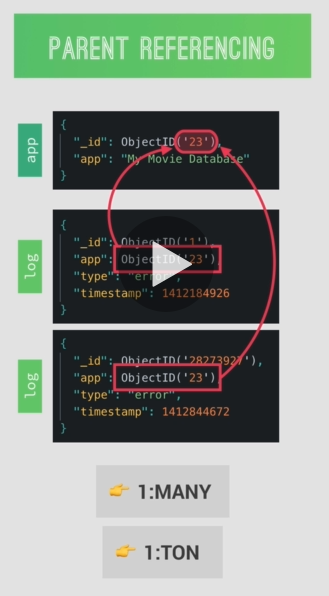 PARENT REFERENCING
app
{
"_id": ObjectID('23'),
"app": "My Movie Database"
}
log
{
"_id": ObjectID('1'),
"app": ObjectID('23'),
"type": "error",
"timestamp": 1412184926
}
log
{
"_id": ObjectID('28273927'),
"app": ObjectID('23')
"type": "error",
"timestamp": 1412844672
}
👉 1:MANY
👉 1:TON